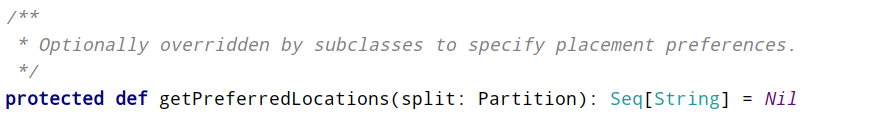 /**
 * Optionally overridden by subclasses to specify placement preferences.
 */
protected def getPreferredLocations(split: Partition): Seq[String] = Nil